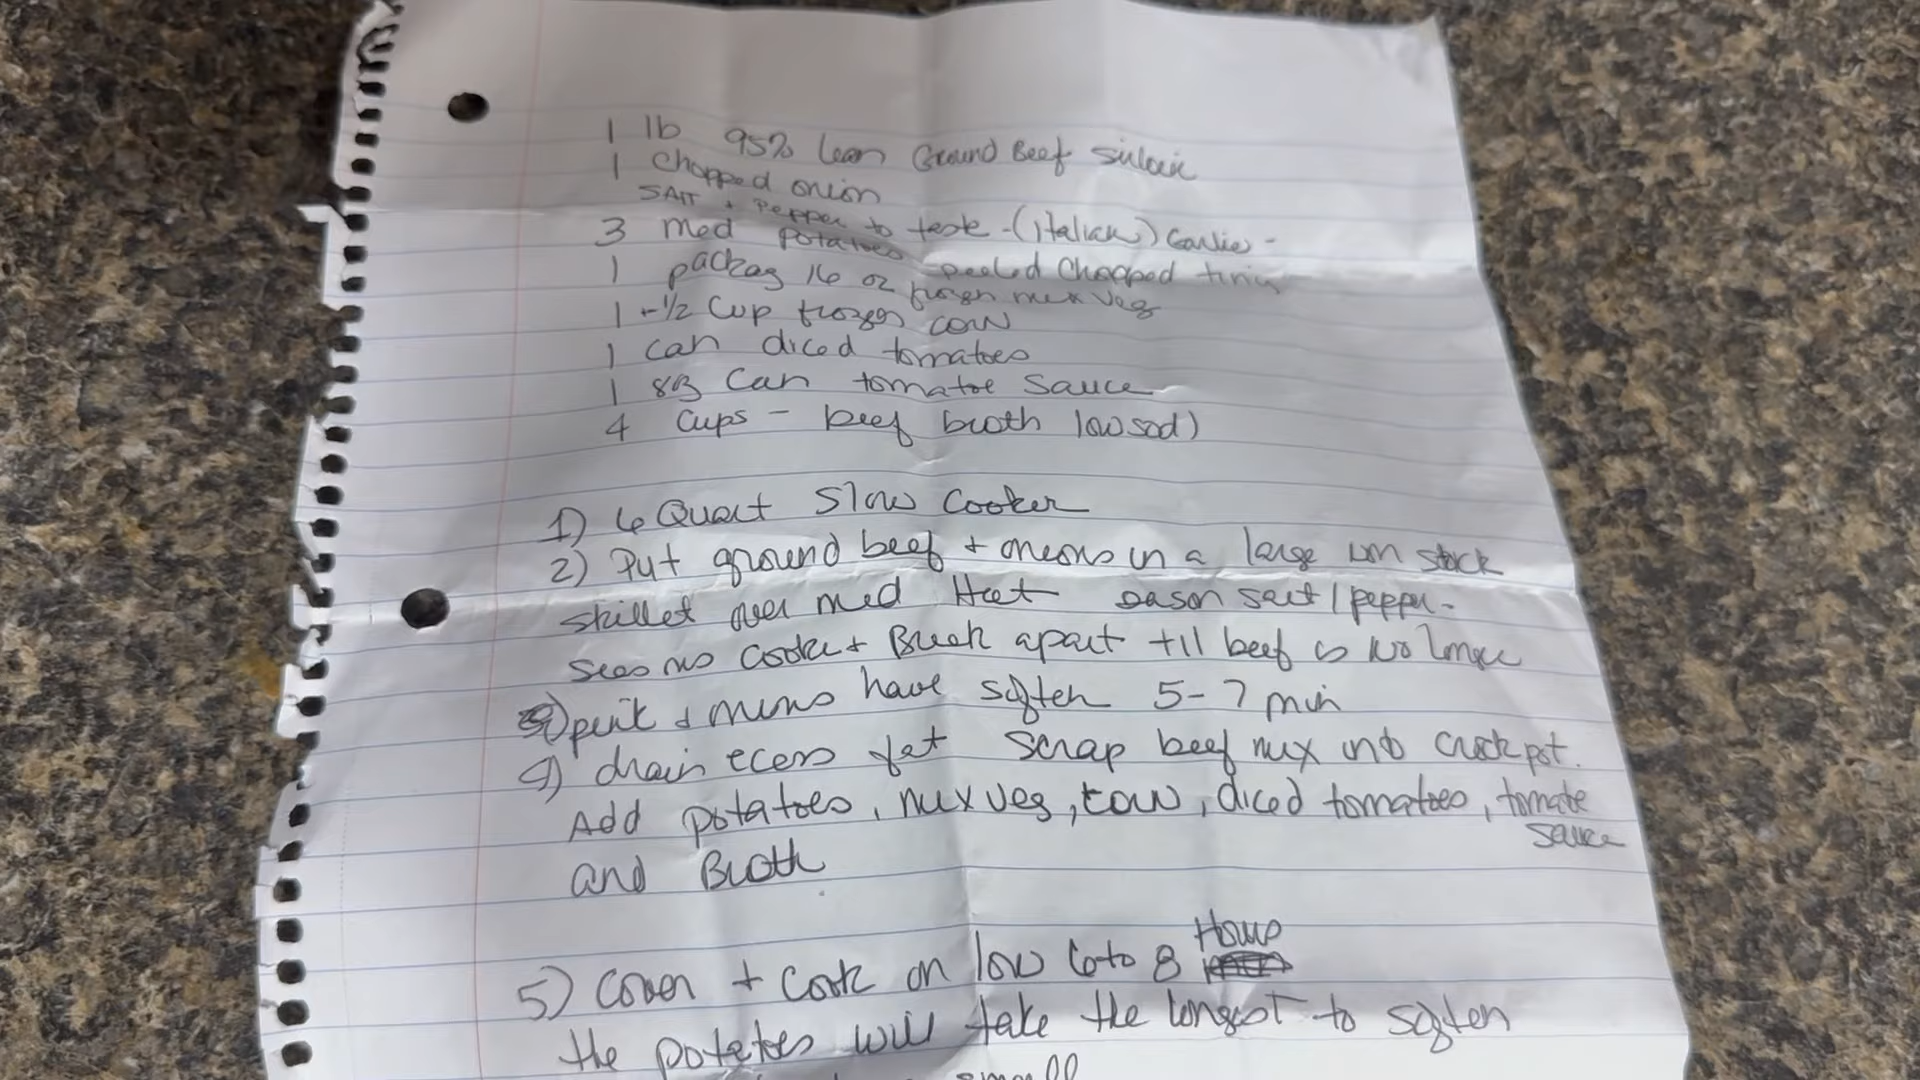 1 lb 95% lean Ground Beef sirloin
1 Chopped onion
SAlT + Pepper to taste - (italian) Garlic -
3 med potatoes peeled Chopped tiny
1 packag 16 oz frozen mix veg
1 - 1/2 Cup frozen corn
1 can diced tomatoes
1 8oz Can tomatoe Sauce
4 Cups - beef broth low sod)
1) 6 Quart Slow Cooker
2) Put ground beef + onions in a large non stick
skillet over med Heat season salt/pepper-
cook + Break apart till beef is no longer
pink + onions have soften 5-7 min
4) drain excess fat scrap beef mix into crock pot.
Add potatoes, mix veg, corn, diced tomatoes, tomatoe
sauce
and Broth
5) Cover + Cook on low 6 to 8 Hours
the potatoes will take the longest to soften
small